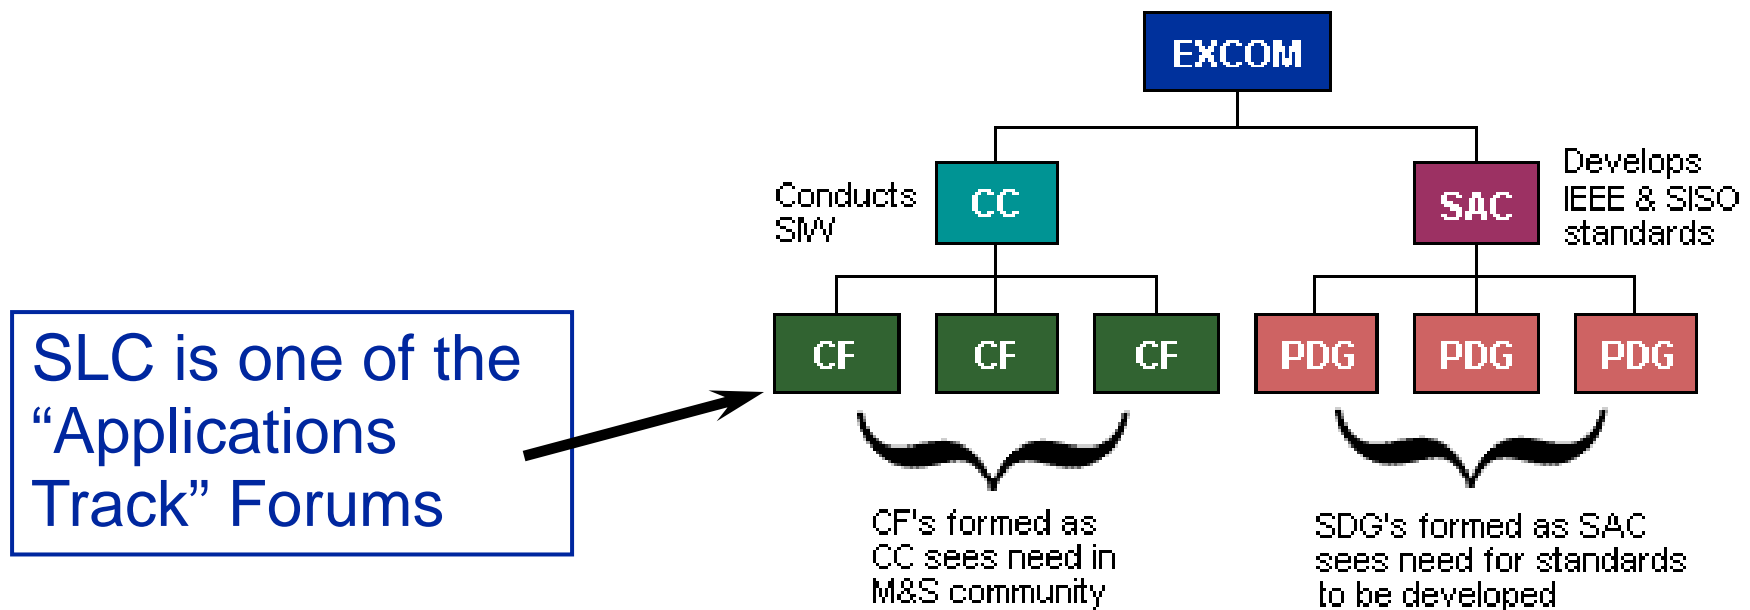 EXCOM
Conducts
SIW
CC
SAC
Develops
IEEE & SISO
standards
SLC is one of the
“Applications
Track” Forums
CF
CF
CF
PDG
PDG
PDG
CF's formed as
CC sees need in
M&S community
SDG's formed as SAC
sees need for standards
to be developed